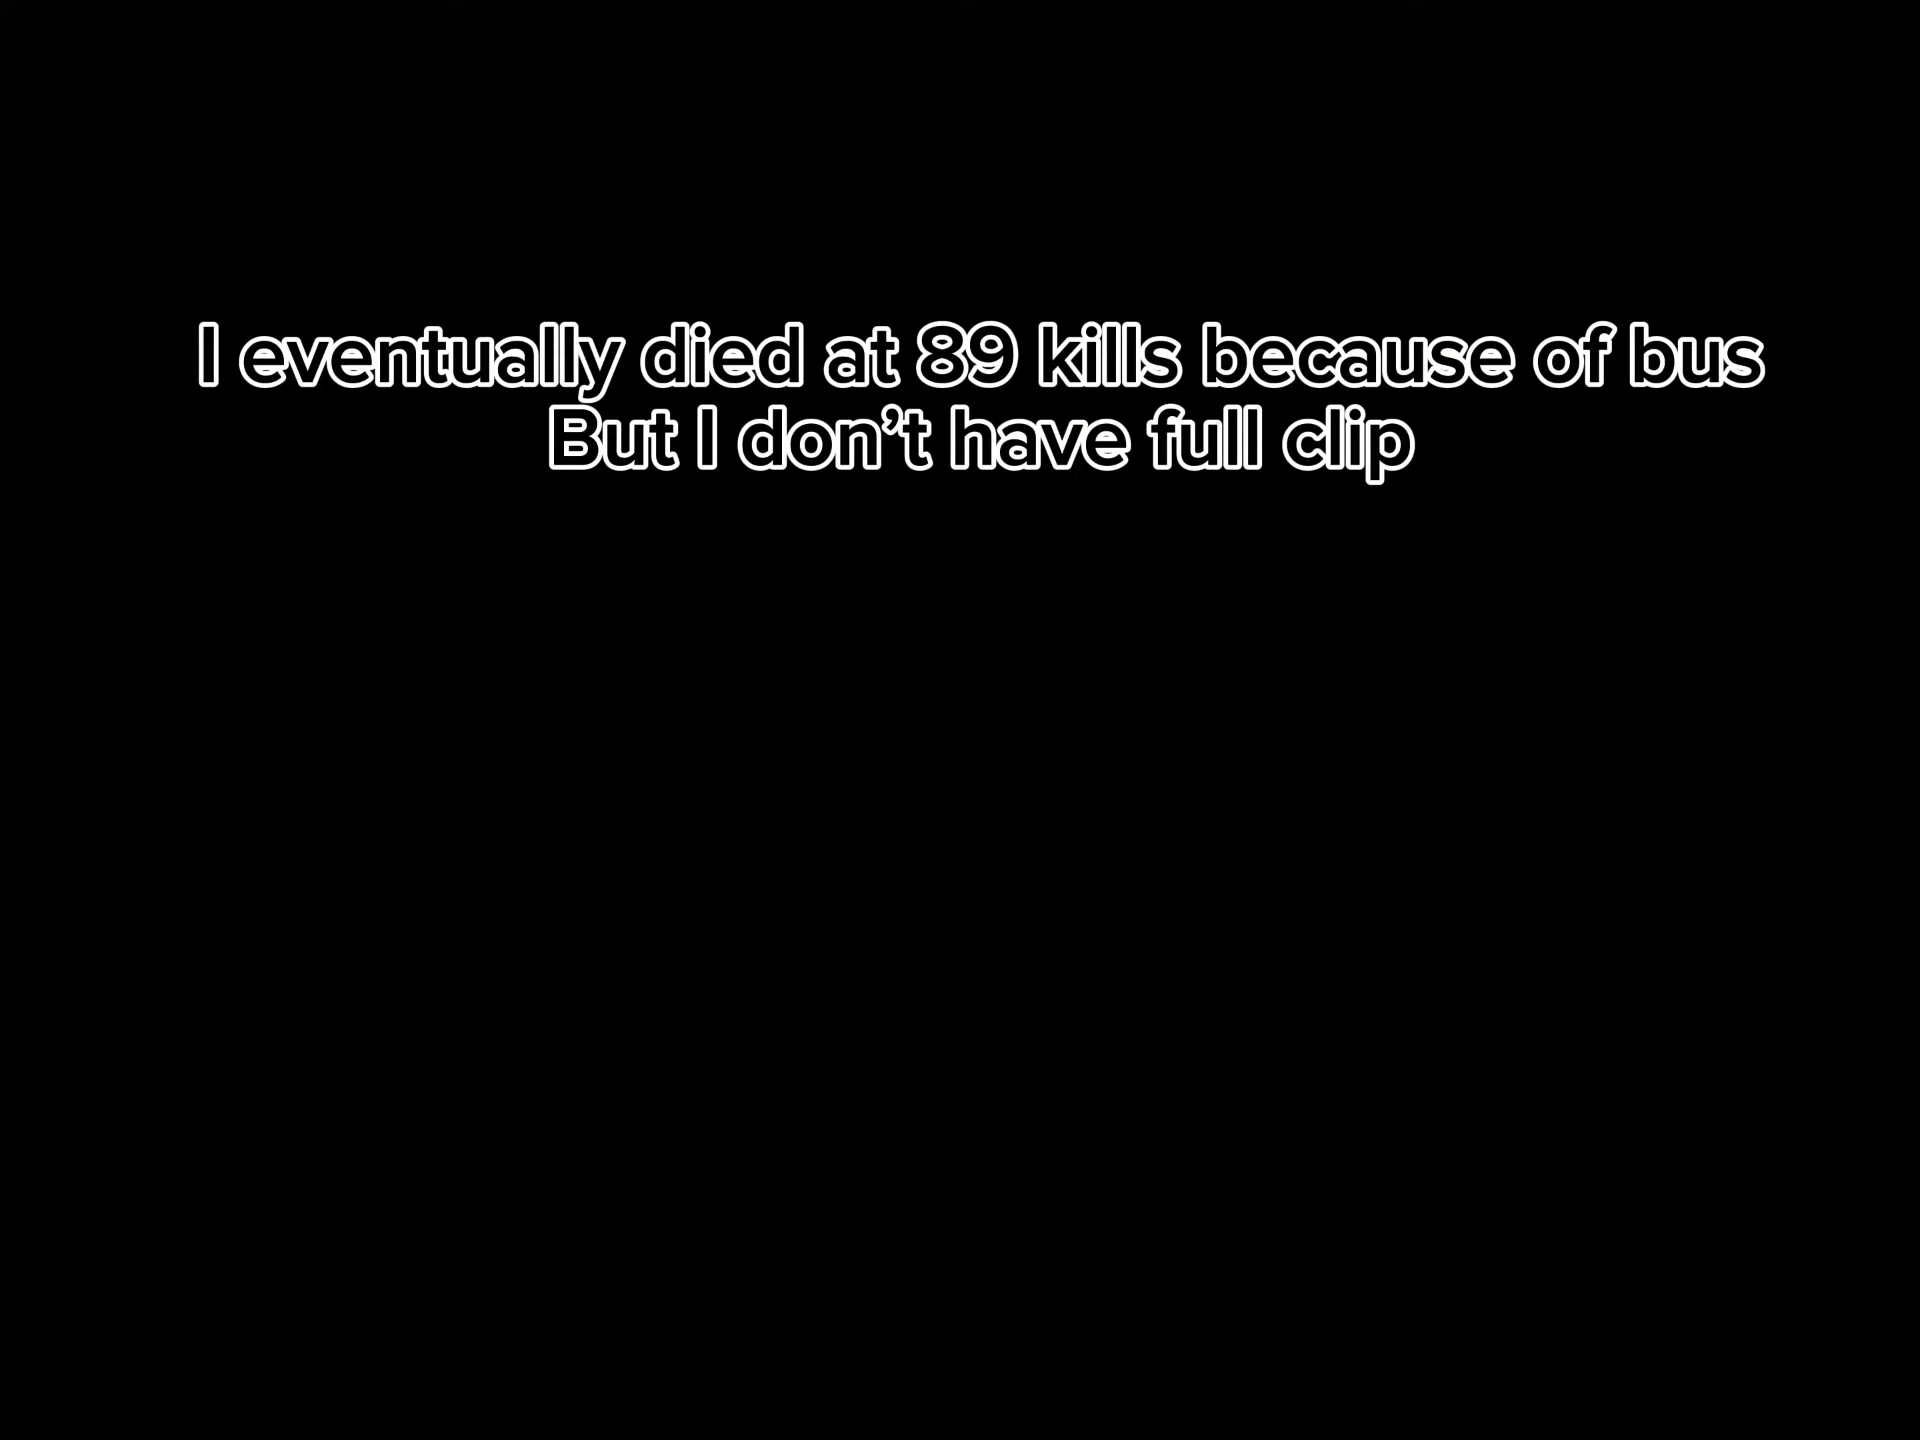 I eventually died at 89 kills because of bus
But I don’t have full clip